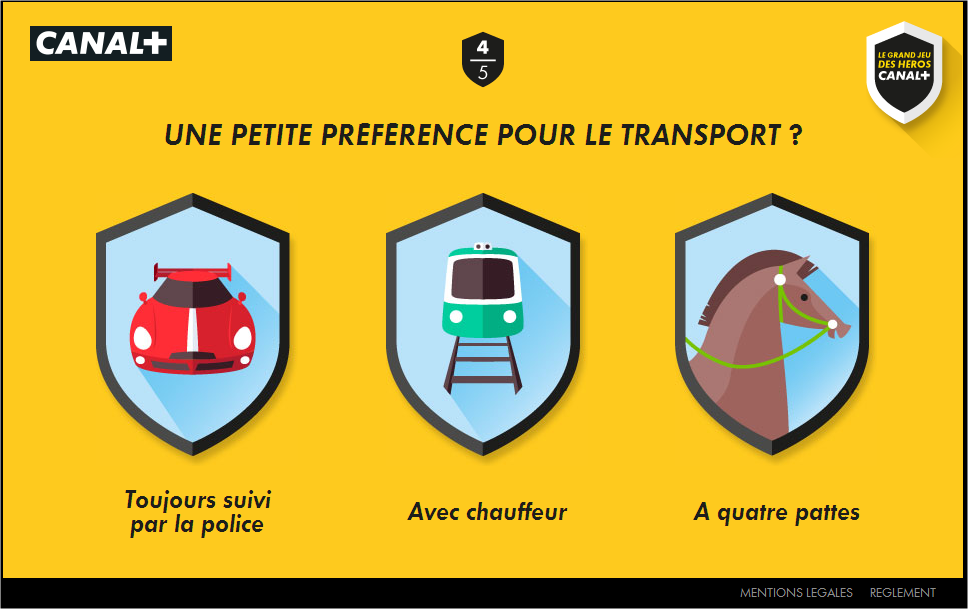 CANAL+
4
5
LE GRAND JEU
DES HEROS
CANAL+
UNE PETITE PRÉFÉRENCE POUR LE TRANSPORT ?
Toujours suivi
par la police
Avec chauffeur
A quatre pattes
MENTIONS LEGALES REGLEMENT